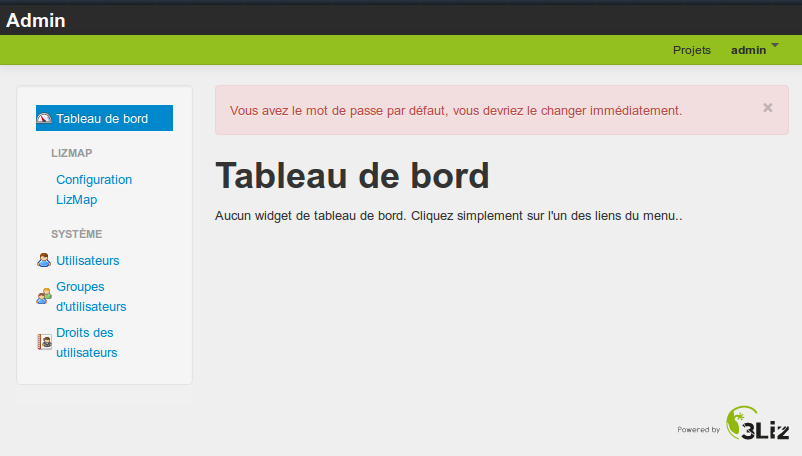 Admin
Projets admin
Tableau de bord
LIZMAP
Configuration
LizMap
SYSTÈME
Utilisateurs
Groupes
d'utilisateurs
Droits des
utilisateurs
Vous avez le mot de passe par défaut, vous devriez le changer immédiatement. ×
Tableau de bord
Aucun widget de tableau de bord. Cliquez simplement sur l'un des liens du menu..
Powered by 3Liz